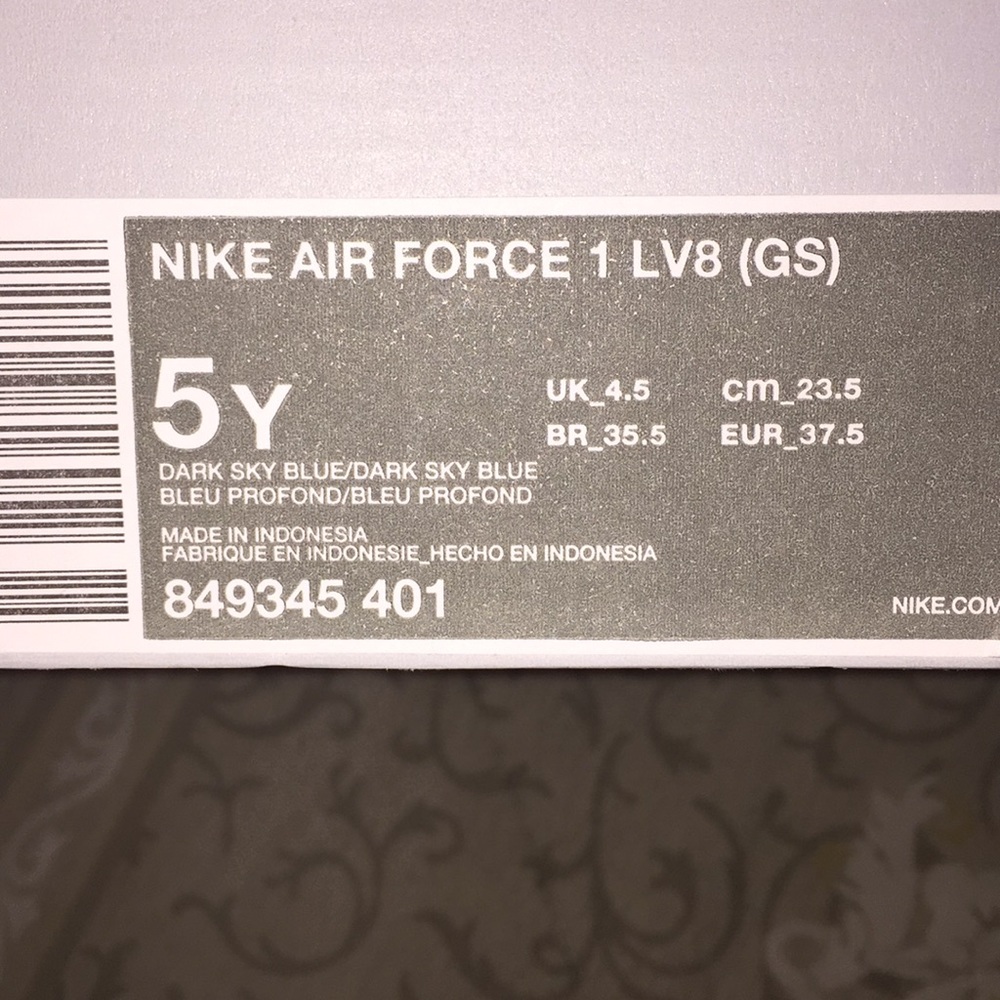 NIKE AIR FORCE 1 LV8 (GS)
5Y
UK_4.5 cm_23.5
BR_35.5 EUR_37.5
DARK SKY BLUE/DARK SKY BLUE
BLEU PROFOND/BLEU PROFOND
MADE IN INDONESIA
FABRIQUE EN INDONESIE_HECHO EN INDONESIA
849345 401
NIKE.COM